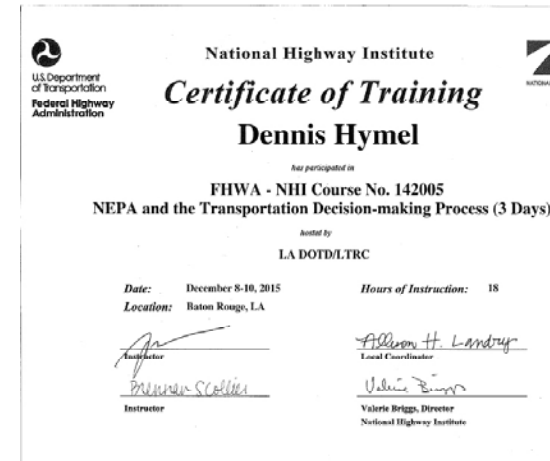 National Highway Institute
U.S. Department
of Transportation
Federal Highway
Administration
NATIONAL
Certificate of Training
Dennis Hymel
has participated in
FHWA - NHI Course No. 142005
NEPA and the Transportation Decision-making Process (3 Days)
hosted by
LA DOTD/LTRC
Date: December 8-10, 2015
Hours of Instruction: 18
Location: Baton Rouge, LA
Instructor
Allison H. Landry
Local Coordinator
Valerie Briggs
Instructor
Valerie Briggs, Director
National Highway Institute